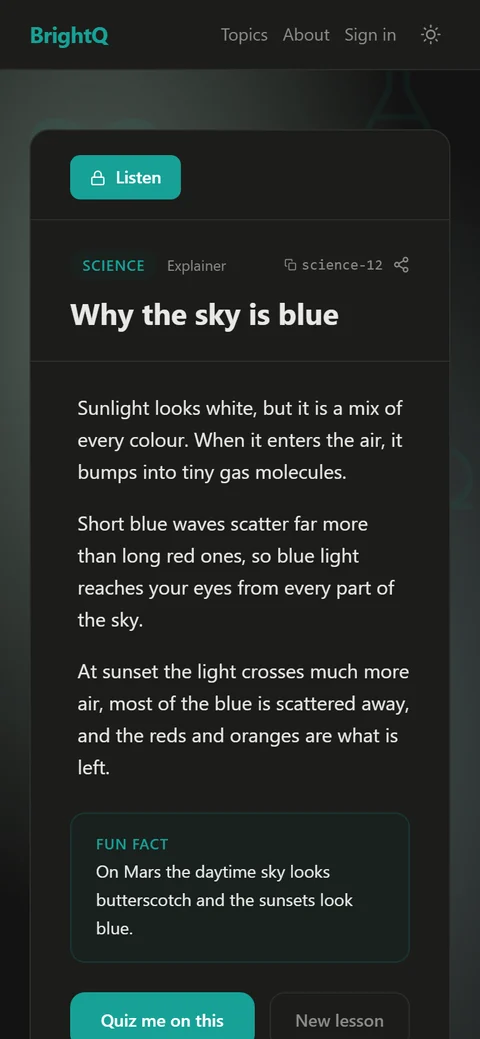 BrightQ
Topics About Sign in
Listen
SCIENCE Explainer science-12
Why the sky is blue
Sunlight looks white, but it is a mix of
every colour. When it enters the air, it
bumps into tiny gas molecules.
Short blue waves scatter far more
than long red ones, so blue light
reaches your eyes from every part of
the sky.
At sunset the light crosses much more
air, most of the blue is scattered away,
and the reds and oranges are what is
left.
FUN FACT
On Mars the daytime sky looks
butterscotch and the sunsets look
blue.
Quiz me on this New lesson